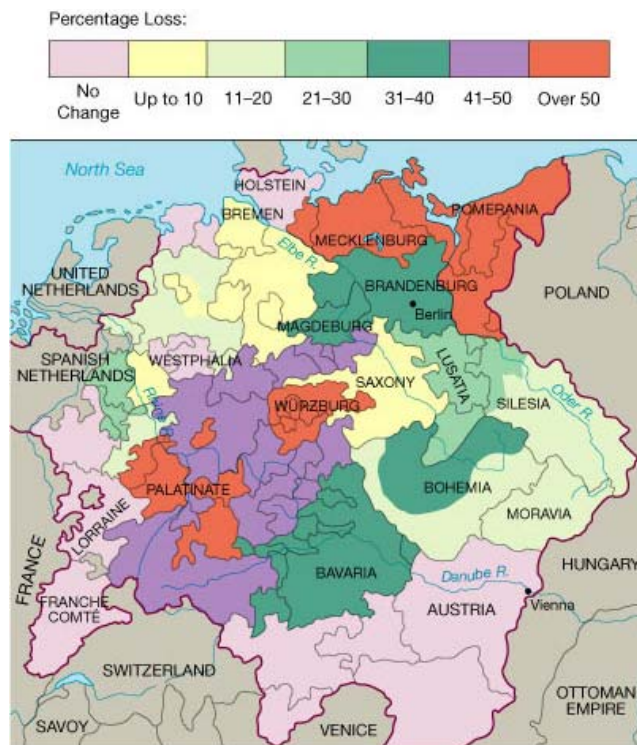 Percentage Loss:
No Change
Up to 10
11–20
21–30
31–40
41–50
Over 50
North Sea
HOLSTEIN
BREMEN
Elbe R.
MECKLENBURG
POMERANIA
UNITED
NETHERLANDS
BRANDENBURG
Berlin
POLAND
MAGDEBURG
SPANISH
NETHERLANDS
WESTPHALIA
LUSATIA
SAXONY
Oder R.
SILESIA
Rhine R.
WÜRZBURG
PALATINATE
BOHEMIA
MORAVIA
LORRAINE
FRANCE
BAVARIA
Danube R.
HUNGARY
FRANCHE
COMTÉ
AUSTRIA
Vienna
SWITZERLAND
OTTOMAN
EMPIRE
SAVOY
VENICE